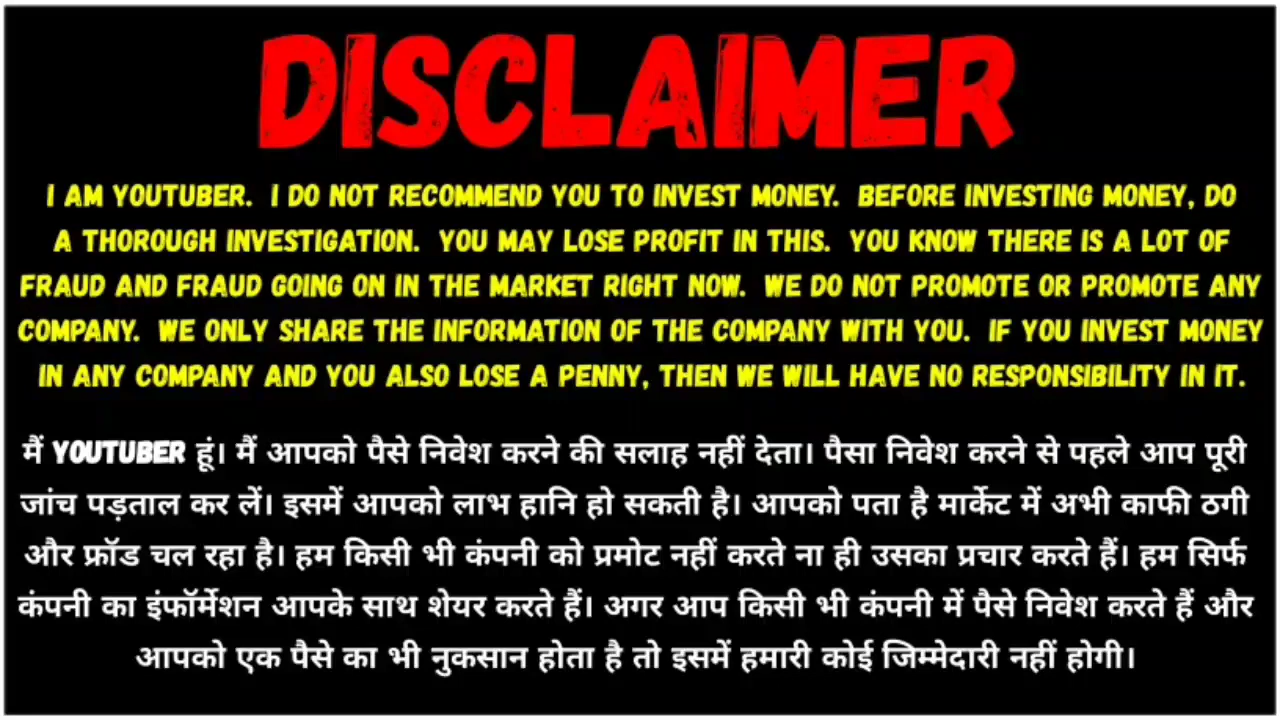 DISCLAIMER
I AM YOUTUBER. I DO NOT RECOMMEND YOU TO INVEST MONEY. BEFORE INVESTING MONEY, DO
A THOROUGH INVESTIGATION. YOU MAY LOSE PROFIT IN THIS. YOU KNOW THERE IS A LOT OF
FRAUD AND FRAUD GOING ON IN THE MARKET RIGHT NOW. WE DO NOT PROMOTE OR PROMOTE ANY
COMPANY. WE ONLY SHARE THE INFORMATION OF THE COMPANY WITH YOU. IF YOU INVEST MONEY
IN ANY COMPANY AND YOU ALSO LOSE A PENNY, THEN WE WILL HAVE NO RESPONSIBILITY IN IT.
मैं YOUTUBER हूं। मैं आपको पैसे निवेश करने की सलाह नहीं देता। पैसा निवेश करने से पहले आप पूरी
जांच पड़ताल कर लें। इसमें आपको लाभ हानि हो सकती है। आपको पता है मार्केट में अभी काफी ठगी
और फ्रॉड चल रहा है। हम किसी भी कंपनी को प्रमोट नहीं करते ना ही उसका प्रचार करते हैं। हम सिर्फ
कंपनी का इंफॉर्मेशन आपके साथ शेयर करते हैं। अगर आप किसी भी कंपनी में पैसे निवेश करते हैं और
आपको एक पैसे का भी नुकसान होता है तो इसमें हमारी कोई जिम्मेदारी नहीं होगी।